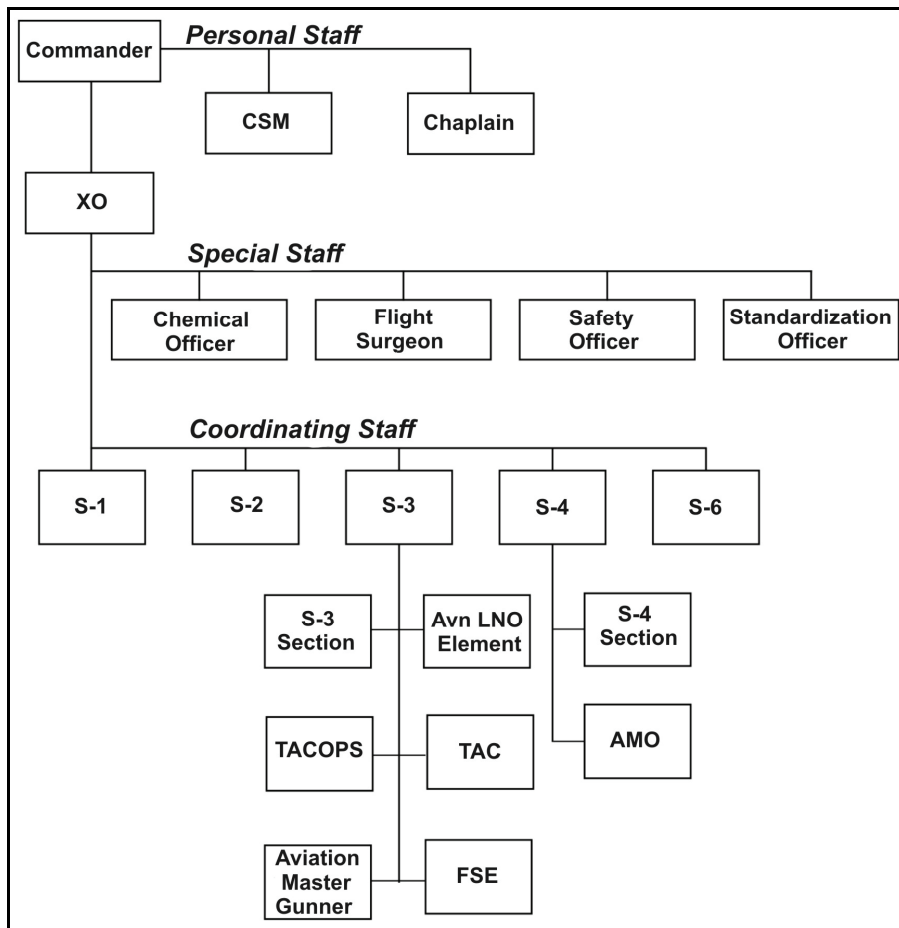 Commander
Personal Staff
CSM
Chaplain
XO
Special Staff
Chemical
Officer
Flight
Surgeon
Safety
Officer
Standardization
Officer
Coordinating Staff
S-1
S-2
S-3
S-4
S-6
S-3
Section
Avn LNO
Element
S-4
Section
TACOPS
TAC
AMO
Aviation
Master
Gunner
FSE